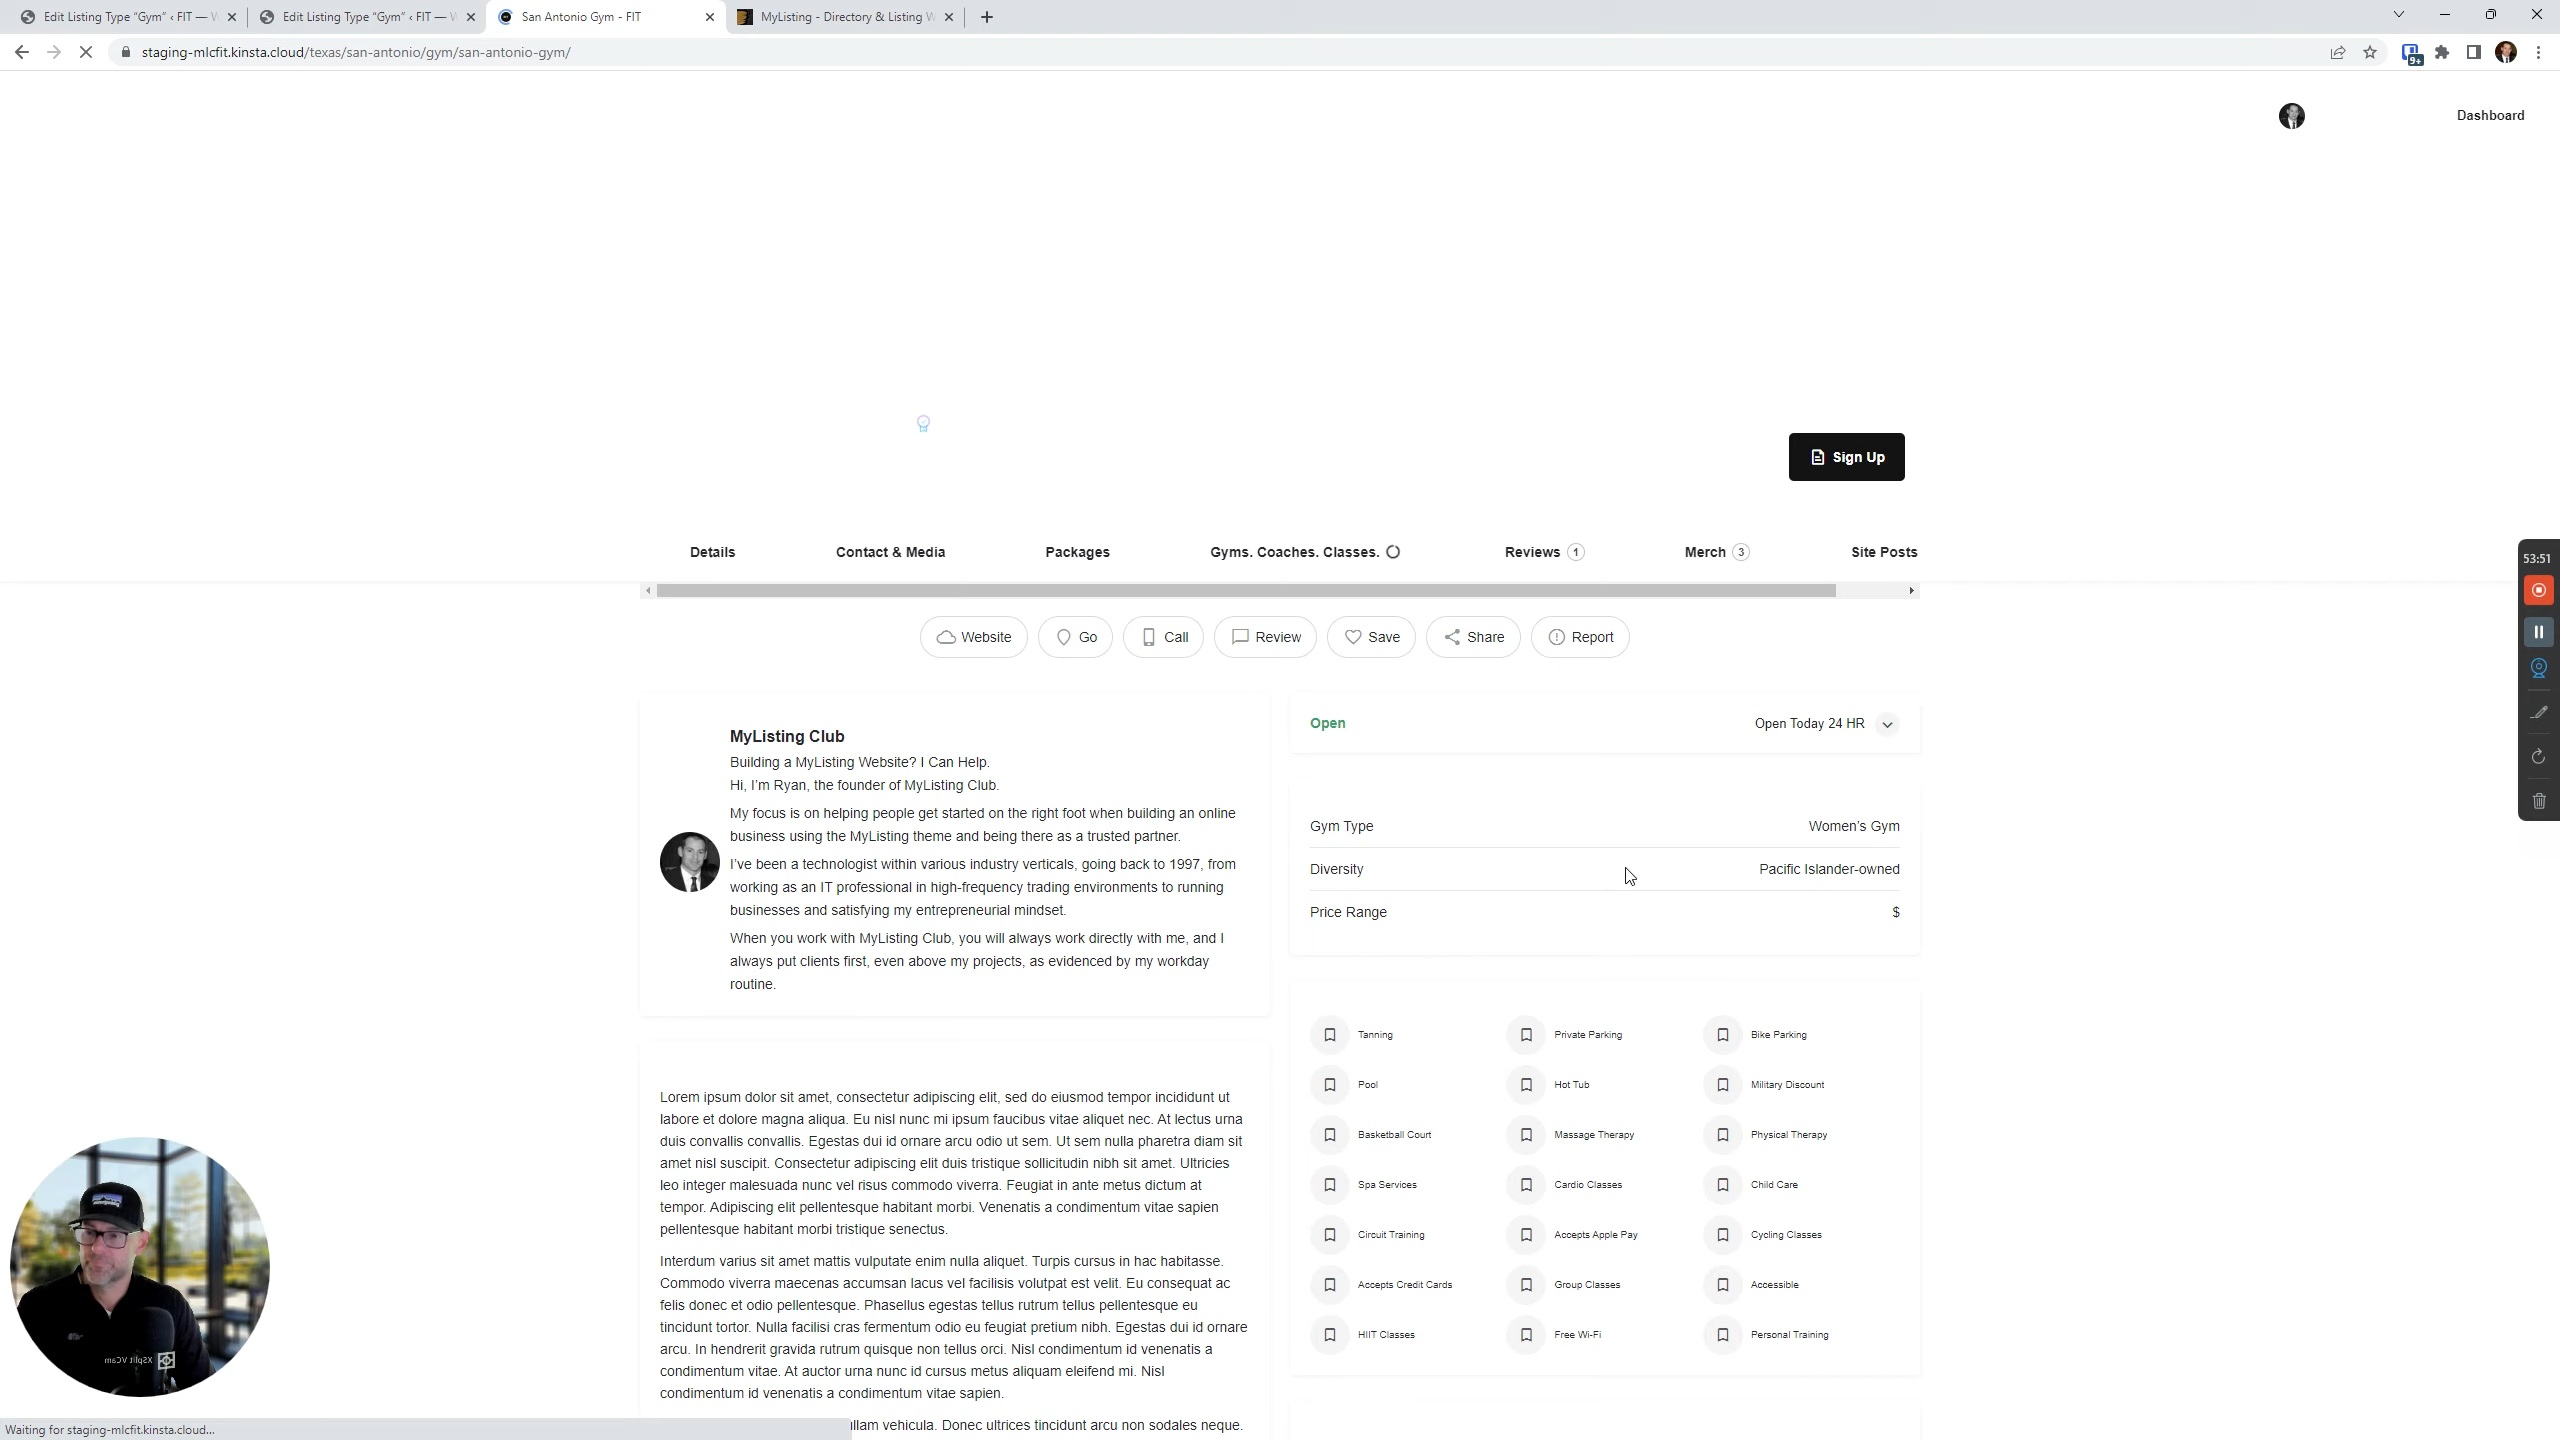 Edit Listing Type “Gym” ‹ FIT — W
Edit Listing Type “Gym” ‹ FIT — W
San Antonio Gym - FIT
MyListing - Directory & Listing W
staging-mlcfit.kinsta.cloud/texas/san-antonio/gym/san-antonio-gym/
9+
Dashboard
Sign Up
Details
Contact & Media
Packages
Gyms. Coaches. Classes.
Reviews 1
Merch 3
Site Posts
53:51
Website
Go
Call
Review
Save
Share
Report
MyListing Club
Building a MyListing Website? I Can Help.
Hi, I’m Ryan, the founder of MyListing Club.
My focus is on helping people get started on the right foot when building an online
business using the MyListing theme and being there as a trusted partner.
I’ve been a technologist within various industry verticals, going back to 1997, from
working as an IT professional in high-frequency trading environments to running
businesses and satisfying my entrepreneurial mindset.
When you work with MyListing Club, you will always work directly with me, and I
always put clients first, even above my projects, as evidenced by my workday
routine.
Lorem ipsum dolor sit amet, consectetur adipiscing elit, sed do eiusmod tempor incididunt ut
labore et dolore magna aliqua. Eu nisl nunc mi ipsum faucibus vitae aliquet nec. At lectus urna
duis convallis convallis. Egestas dui id ornare arcu odio ut sem. Ut sem nulla pharetra diam sit
amet nisl suscipit. Consectetur adipiscing elit duis tristique sollicitudin nibh sit amet. Ultricies
leo integer malesuada nunc vel risus commodo viverra. Feugiat in ante metus dictum at
tempor. Adipiscing elit pellentesque habitant morbi. Venenatis a condimentum vitae sapien
pellentesque habitant morbi tristique senectus.
Interdum varius sit amet mattis vulputate enim nulla aliquet. Turpis cursus in hac habitasse.
Commodo viverra maecenas accumsan lacus vel facilisis volutpat est velit. Eu consequat ac
felis donec et odio pellentesque. Phasellus egestas tellus rutrum tellus pellentesque eu
tincidunt tortor. Nulla facilisi cras fermentum odio eu feugiat pretium nibh. Egestas dui id ornare
arcu. In hendrerit gravida rutrum quisque non tellus orci. Nisl condimentum id venenatis a
condimentum vitae. At auctor urna nunc id cursus metus aliquam eleifend mi. Nisl
condimentum id venenatis a condimentum vitae sapien.
llam vehicula. Donec ultrices tincidunt arcu non sodales neque.
Open
Open Today 24 HR
Gym Type
Women’s Gym
Diversity
Pacific Islander-owned
Price Range
$
Tanning
Private Parking
Bike Parking
Pool
Hot Tub
Military Discount
Basketball Court
Massage Therapy
Physical Therapy
Spa Services
Cardio Classes
Child Care
Circuit Training
Accepts Apple Pay
Cycling Classes
Accepts Credit Cards
Group Classes
Accessible
HIIT Classes
Free Wi-Fi
Personal Training
XSplit VCam
Waiting for staging-mlcfit.kinsta.cloud...